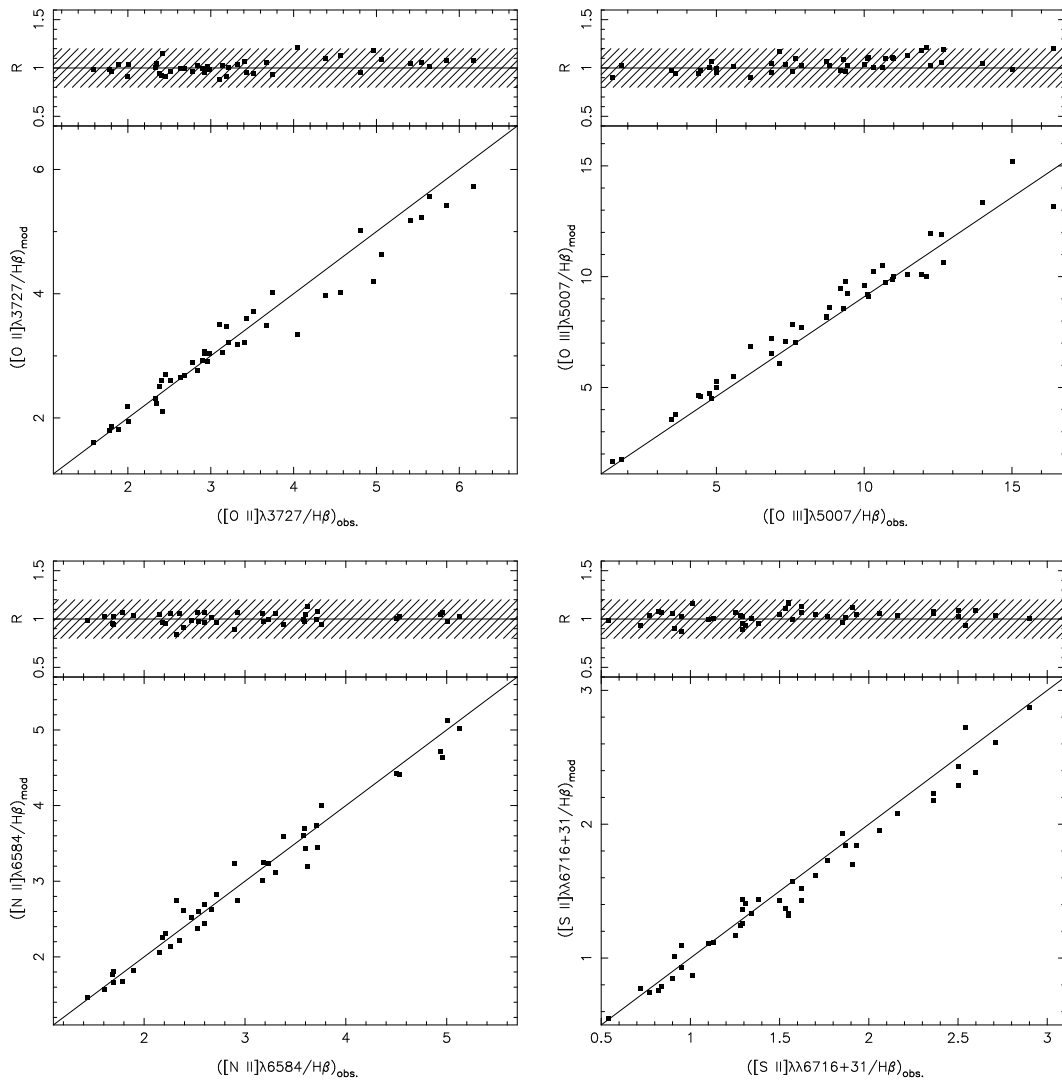 1.5
1
0.5
R
6
4
2
([O II]λ3727/Hβ)mod
2 3 4 5 6
([O II]λ3727/Hβ)obs.
1.5
1
0.5
R
15
10
5
([O III]λ5007/Hβ)mod
5 10 15
([O III]λ5007/Hβ)obs.
1.5
1
0.5
R
5
4
3
2
([N II]λ6584/Hβ)mod
2 3 4 5
([N II]λ6584/Hβ)obs.
1.5
1
0.5
R
3
2
1
([S II]λλ6716+31/Hβ)mod
0.5 1 1.5 2 2.5 3
([S II]λλ6716+31/Hβ)obs.